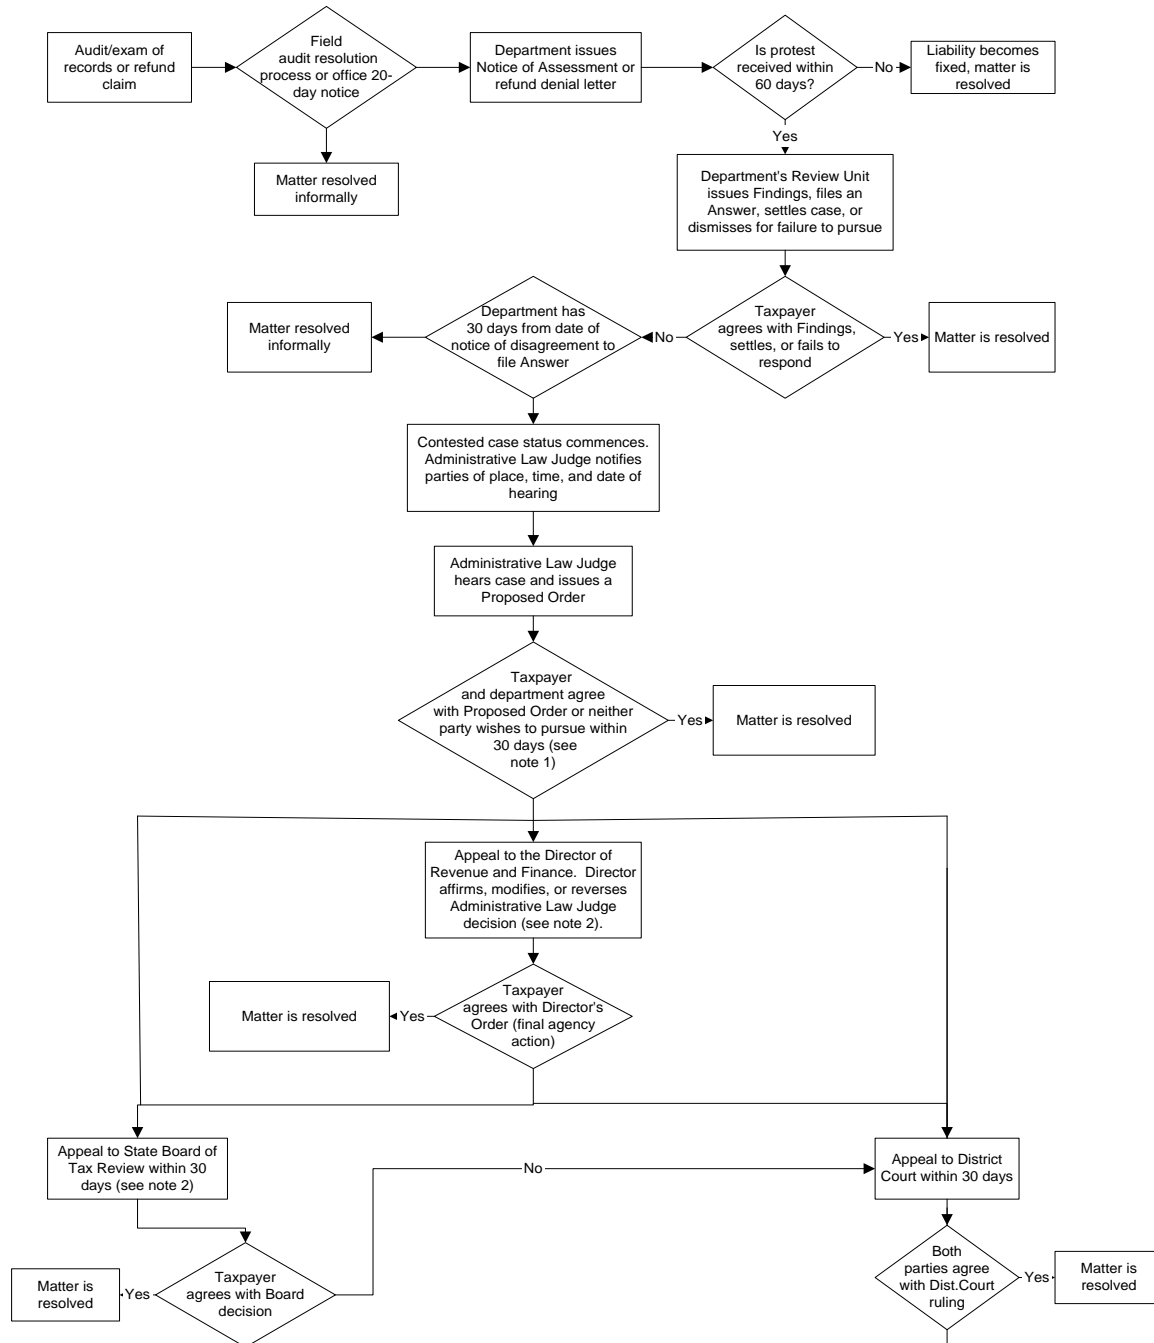 Audit/exam of
records or refund
claim
Field
audit resolution
process or office 20-
day notice
Department issues
Notice of Assessment or
refund denial letter
Is protest
received within
60 days?
No
Liability becomes
fixed, matter is
resolved
Matter resolved
informally
Yes
Department's Review Unit
issues Findings, files an
Answer, settles case, or
dismisses for failure to pursue
Matter resolved
informally
Department has
30 days from date of
notice of disagreement to
file Answer
No
Taxpayer
agrees with Findings,
settles, or fails to
respond
Yes
Matter is resolved
Contested case status commences.
Administrative Law Judge notifies
parties of place, time, and date of
hearing
Administrative Law Judge
hears case and issues a
Proposed Order
Taxpayer
and department agree
with Proposed Order or neither
party wishes to pursue within
30 days (see
note 1)
Yes
Matter is resolved
Appeal to the Director of
Revenue and Finance.  Director
affirms, modifies, or reverses
Administrative Law Judge
decision (see note 2).
Matter is resolved
Yes
Taxpayer
agrees with Director's
Order (final agency
action)
Appeal to State Board of
Tax Review within 30
days (see note 2)
No
Appeal to District
Court within 30 days
Matter is
resolved
Yes
Taxpayer
agrees with Board
decision
Both
parties agree
with Dist.Court
ruling
Yes
Matter is
resolved